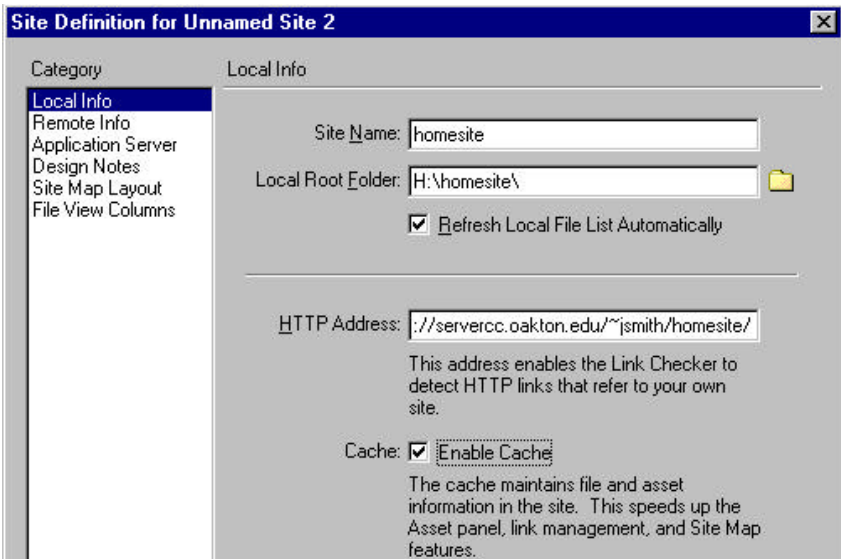 Site Definition for Unnamed Site 2
Category
Local Info
Local Info
Remote Info
Application Server
Design Notes
Site Map Layout
File View Columns
Site Name: homesite
Local Root Folder: H:\homesite\
Refresh Local File List Automatically
HTTP Address: ://servercc.oakton.edu/~jsmith/homesite/
This address enables the Link Checker to
detect HTTP links that refer to your own
site.
Cache: Enable Cache
The cache maintains file and asset
information in the site. This speeds up the
Asset panel, link management, and Site Map
features.